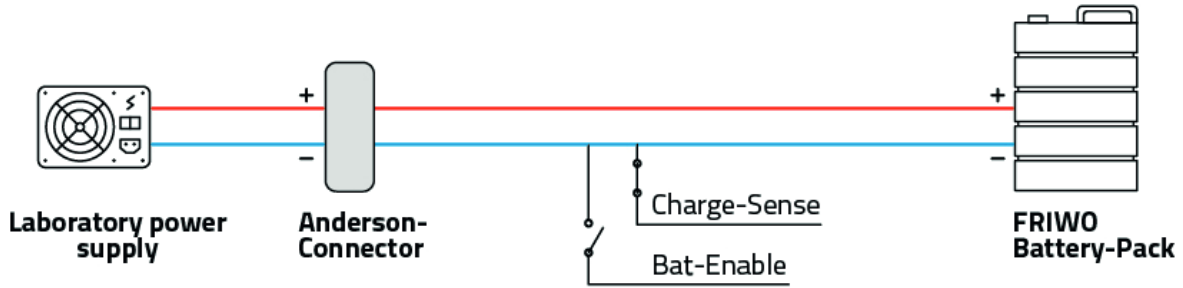 +
+
−
−
Charge-Sense
Bat-Enable
Laboratory power
supply
Anderson-
Connector
FRIWO
Battery-Pack